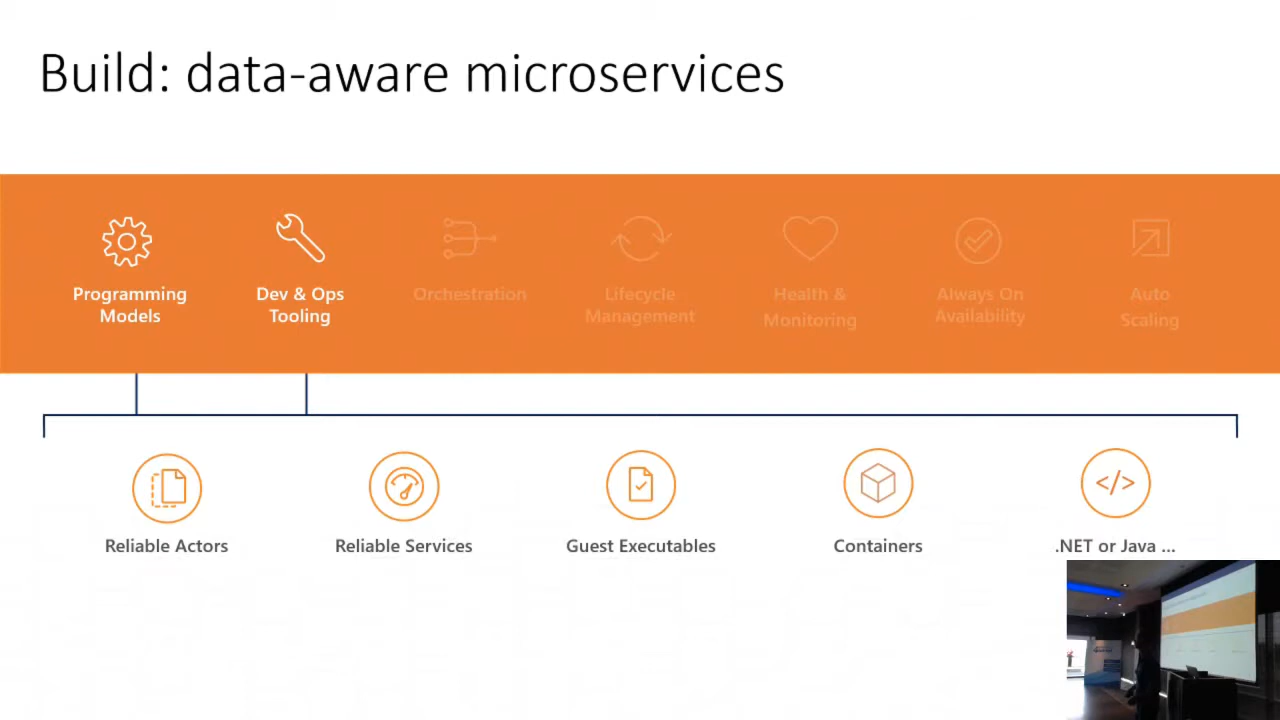 Build: data-aware microservices
Programming
Models
Dev & Ops
Tooling
Orchestration
Lifecycle
Management
Health &
Monitoring
Always On
Availability
Auto
Scaling
Reliable Actors
Reliable Services
Guest Executables
Containers
</>
.NET or Java ...